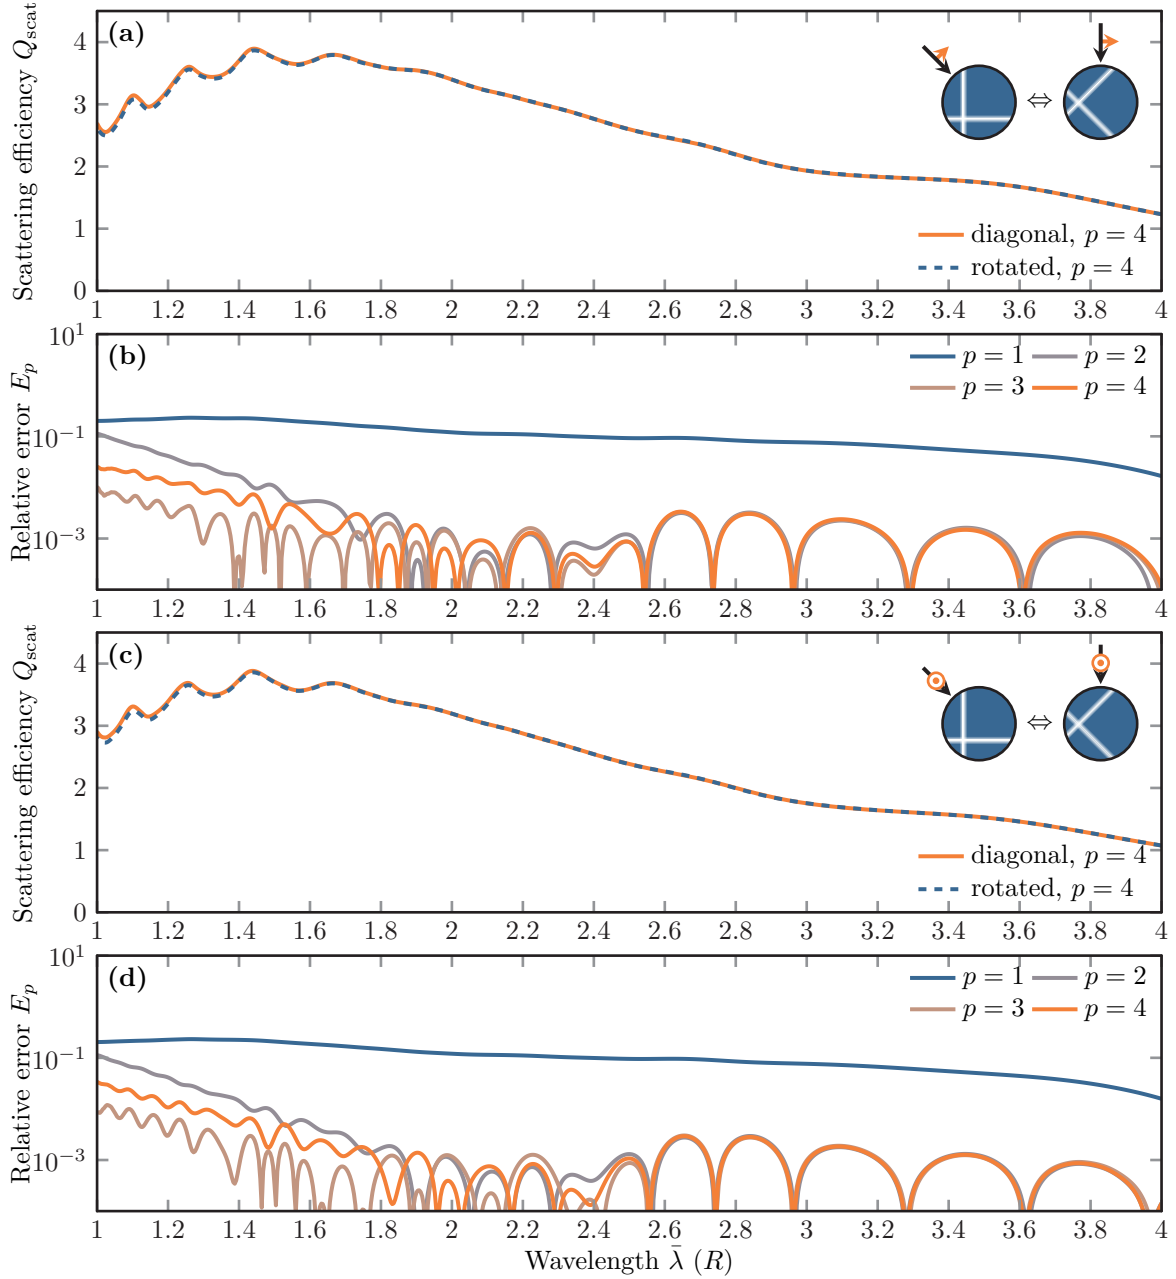 (a)
Scattering efficiency Q_scat
4
3
2
1
0
⇔
diagonal, p = 4
rotated, p = 4
1 1.2 1.4 1.6 1.8 2 2.2 2.4 2.6 2.8 3 3.2 3.4 3.6 3.8 4
(b)
Relative error E_p
10^1
10^−1
10^−3
p = 1 p = 2
p = 3 p = 4
1 1.2 1.4 1.6 1.8 2 2.2 2.4 2.6 2.8 3 3.2 3.4 3.6 3.8 4
(c)
Scattering efficiency Q_scat
4
3
2
1
0
⇔
diagonal, p = 4
rotated, p = 4
1 1.2 1.4 1.6 1.8 2 2.2 2.4 2.6 2.8 3 3.2 3.4 3.6 3.8 4
(d)
Relative error E_p
10^1
10^−1
10^−3
p = 1 p = 2
p = 3 p = 4
1 1.2 1.4 1.6 1.8 2 2.2 2.4 2.6 2.8 3 3.2 3.4 3.6 3.8 4
Wavelength λ̄ (R)